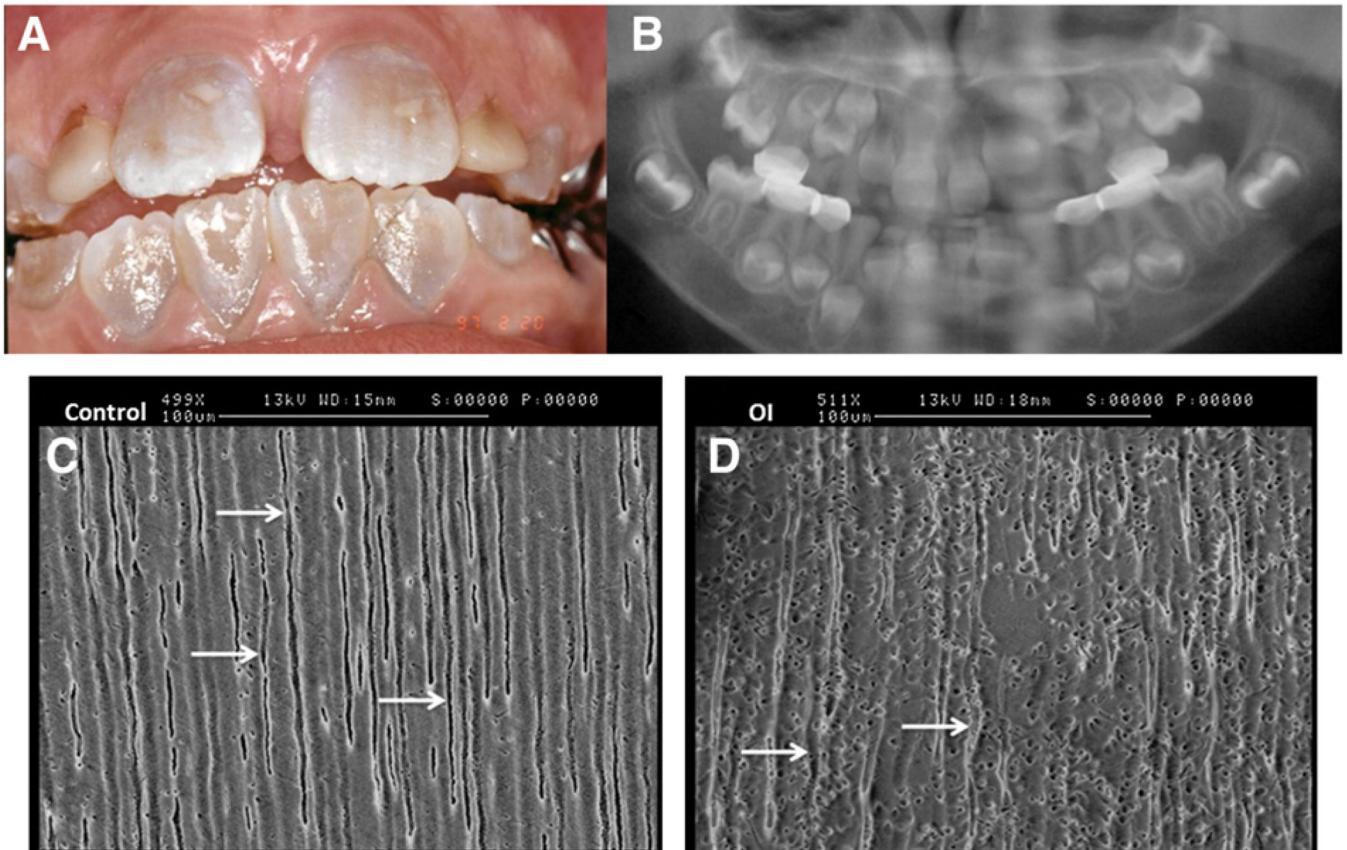 A
B
97 2 20
Control
499X 13kV WD:15mm S:00000 P:00000
100um
C
OI
511X 13kV WD:18mm S:00000 P:00000
100um
D